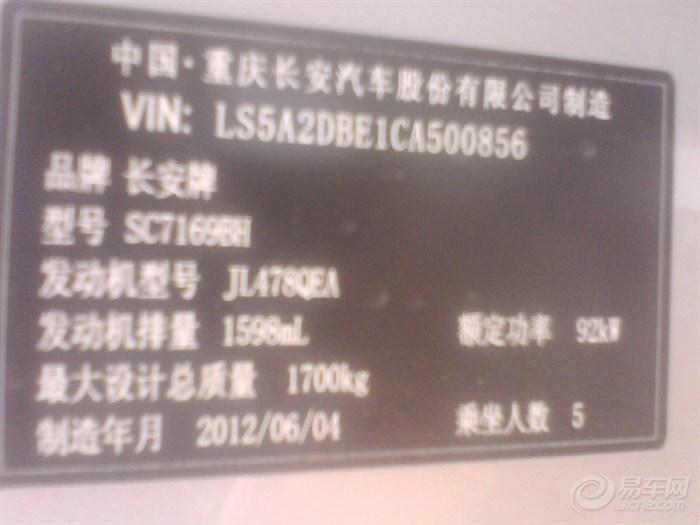 中国·重庆长安汽车股份有限公司制造
VIN: LS5A2DBE1CA500856
品牌 长安牌
型号 SC7169BH
发动机型号 JL478QEA
发动机排量 1598mL 额定功率 92kW
最大设计总质量 1700kg
制造年月 2012/06/04 乘坐人数 5
易车网
bitauto.com